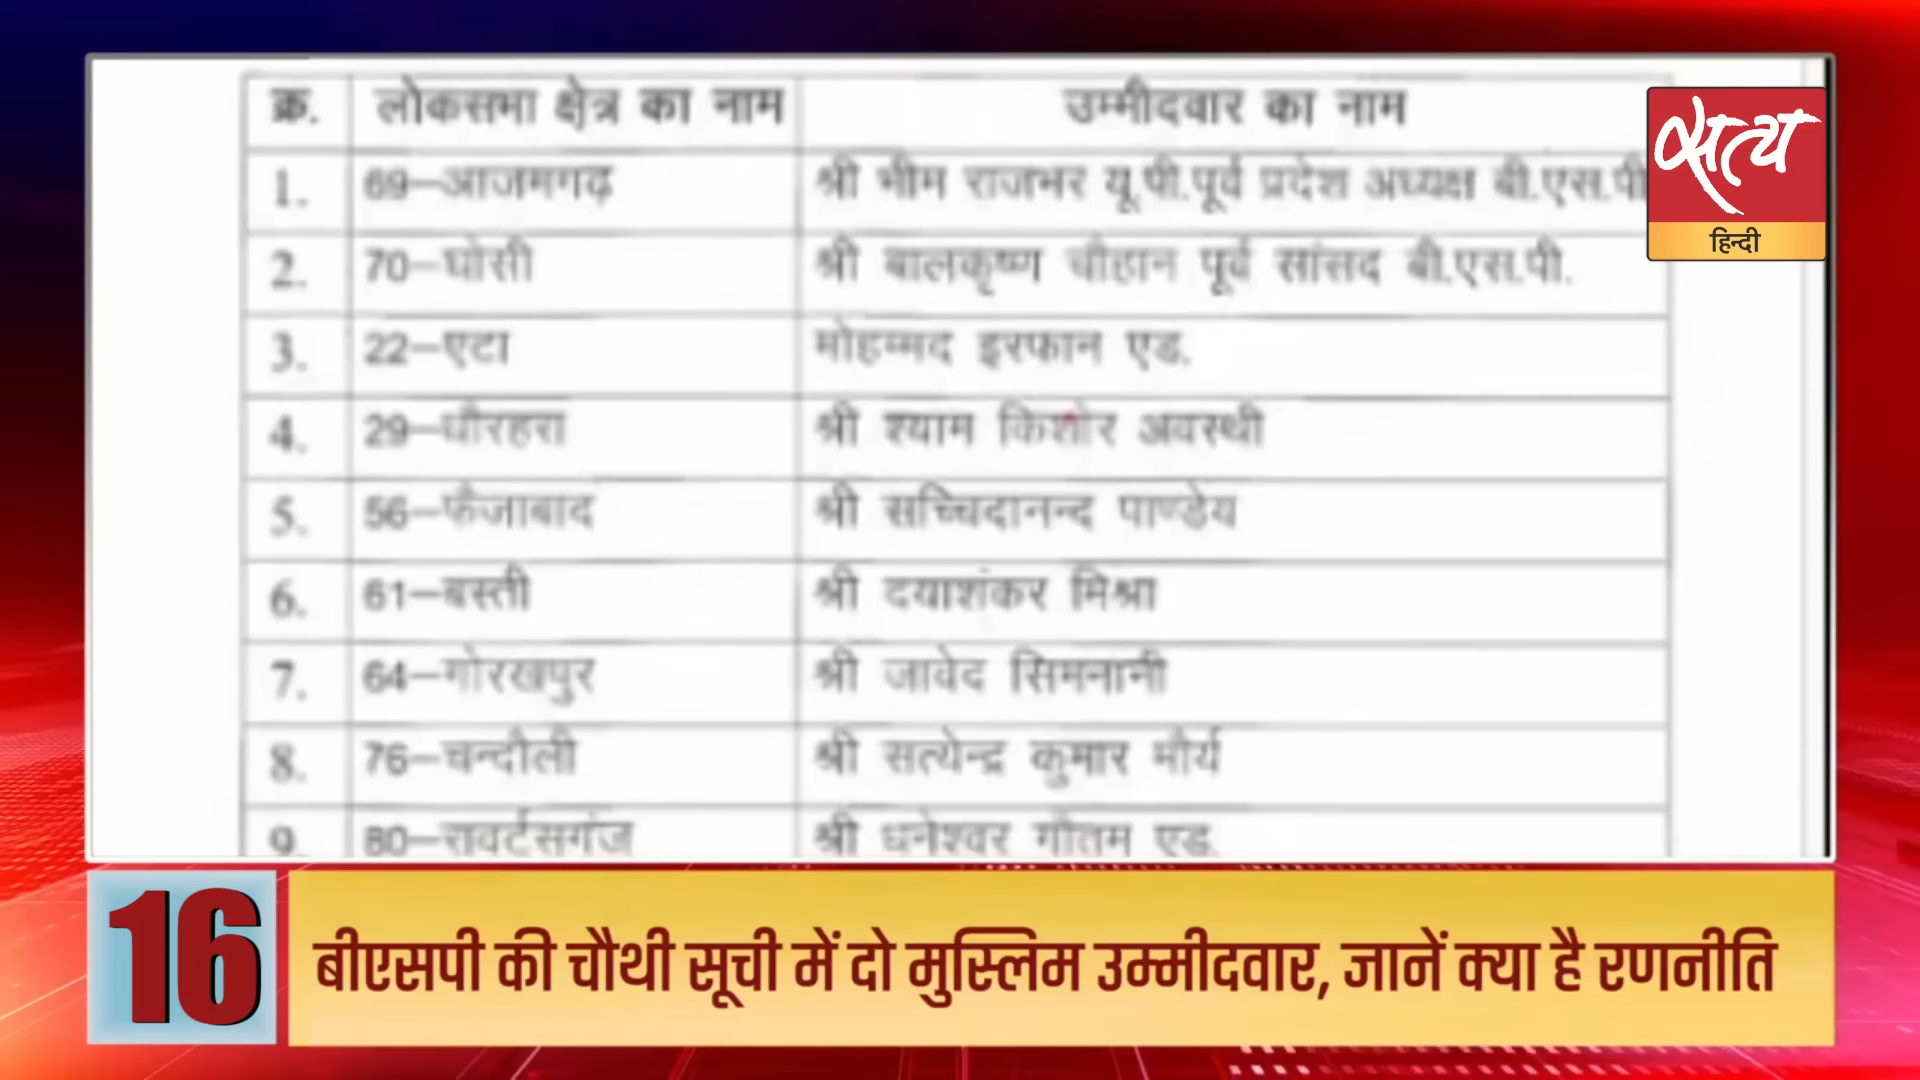 क्र. लोकसभा क्षेत्र का नाम उम्मीदवार का नाम
1. 69–आजमगढ़ श्री भीम राजभर यू.पी.पूर्व प्रदेश अध्यक्ष बी.एस.पी
2. 70–घोसी श्री बालकृष्ण चौहान पूर्व सांसद बी.एस.पी.
3. 22–एटा मोहम्मद इरफान एड.
4. 29–धौरहरा श्री श्याम किशोर अवस्थी
5. 56–फैजाबाद श्री सच्चिदानन्द पाण्डेय
6. 61–बस्ती श्री दयाशंकर मिश्रा
7. 64–गोरखपुर श्री जावेद सिमनानी
8. 76–चन्दौली श्री सत्येन्द्र कुमार मौर्य
9. 80–रावर्टसगंज श्री धनेश्वर गौतम एड.
सत्य
हिन्दी
16 बीएसपी की चौथी सूची में दो मुस्लिम उम्मीदवार, जानें क्या है रणनीति